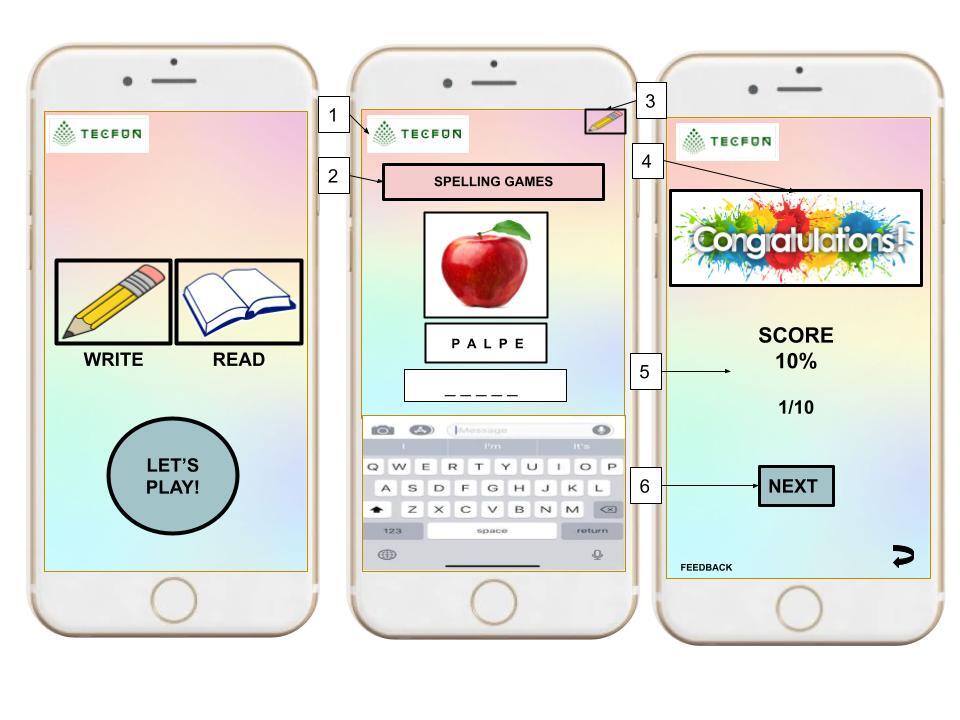 TECFUN
WRITE
READ
LET'S
PLAY!
1
2
TECFUN
SPELLING GAMES
P A L P E
_ _ _ _ _
iMessage
I
I'm
It's
Q W E R T Y U I O P
A S D F G H J K L
Z X C V B N M
123
space
return
3
4
5
6
TECFUN
Congratulations!
SCORE
10%
1/10
NEXT
FEEDBACK